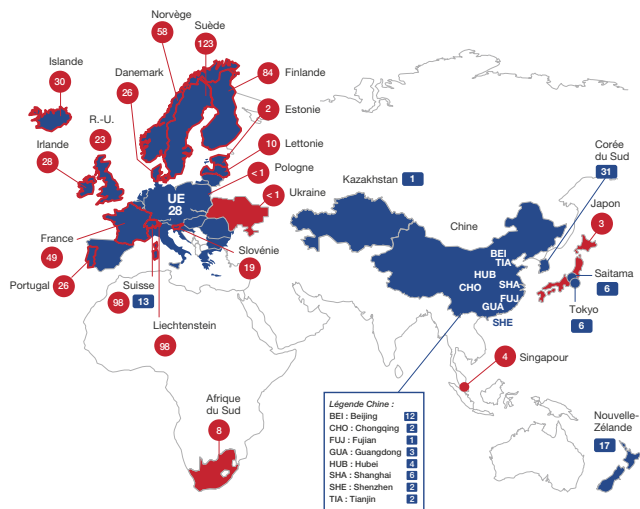 Norvège
58
Suède
123
Islande
30
Danemark
26
84
Finlande
R.-U.
23
2
Estonie
Irlande
28
10
Lettonie
< 1
Pologne
< 1
Ukraine
UE
28
France
49
Slovénie
19
Portugal
26
Suisse
98
13
Liechtenstein
98
Afrique
du Sud
8
Kazakhstan
1
Chine
Corée
du Sud
31
Japon
3
BEI
TIA
HUB
CHO
SHA
FUJ
GUA
SHE
Saitama
6
Tokyo
6
4
Singapour
Nouvelle-
Zélande
17
Légende Chine :
BEI : Beijing 12
CHO : Chongqing 2
FUJ : Fujian 1
GUA : Guangdong 3
HUB : Hubei 4
SHA : Shanghai 6
SHE : Shenzhen 2
TIA : Tianjin 2